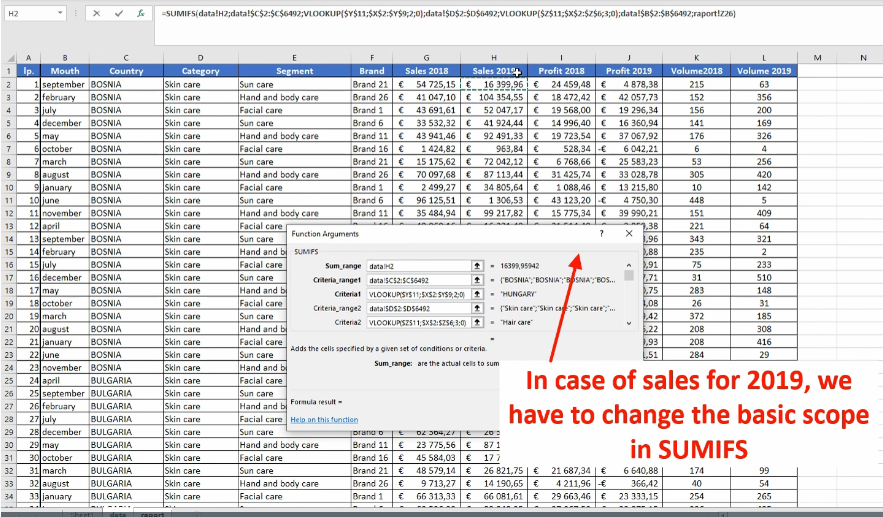 H2
fx
=SUMIFS(data!H2;data!$C$2:$C$6492;VLOOKUP($Y$11;$X$2:$Y$9;2;0);data!$D$2:$D$6492;VLOOKUP($Z$11;$X$2:$Z$6;3;0);data!$B$2:$B$6492;raport!Z26)
A B C D E F G H I J K L M N
1 lp. Mouth Country Category Segment Brand Sales 2018 Sales 2019 Profit 2018 Profit 2019 Volume2018 Volume 2019
2 1 september BOSNIA Skin care Sun care Brand 21 € 54 725,15 € 16 399,96 € 24 459,48 € 4 878,38 215 63
3 2 february BOSNIA Skin care Hand and body care Brand 26 € 41 047,10 € 104 354,55 € 18 472,42 € 42 057,73 152 356
4 3 july BOSNIA Skin care Facial care Brand 1 € 43 691,61 € 52 047,17 € 19 568,00 € 19 296,34 156 200
5 4 december BOSNIA Skin care Sun care Brand 6 € 33 532,32 € 41 924,44 € 14 996,40 € 16 360,94 141 169
6 5 may BOSNIA Skin care Hand and body care Brand 11 € 43 941,46 € 92 491,33 € 19 723,54 € 37 067,92 176 326
7 6 october BOSNIA Skin care Facial care Brand 16 € 1 424,82 € 963,84 € 528,34 -€ 6 042,21 6 4
8 7 march BOSNIA Skin care Sun care Brand 21 € 15 175,62 € 72 042,12 € 6 768,66 € 25 583,23 53 256
9 8 august BOSNIA Skin care Hand and body care Brand 26 € 70 097,68 € 87 113,44 € 31 425,74 € 33 028,78 305 420
10 9 january BOSNIA Skin care Facial care Brand 1 € 2 499,27 € 34 805,64 € 1 088,46 € 13 215,80 10 142
11 10 june BOSNIA Skin care Sun care Brand 6 € 96 125,51 € 1 306,53 € 43 123,20 -€ 4 750,30 448 5
12 11 november BOSNIA Skin care Hand and body care Brand 11 € 35 484,94 € 99 217,82 € 15 775,34 € 39 990,21 151 409
13 12 april BOSNIA Skin care Facial care 221 64
14 13 september BOSNIA Skin care Sun care 343 321
15 14 february BOSNIA Skin care Hand and b 235 2
16 15 july BOSNIA Skin care Facial care 75 233
17 16 december BOSNIA Skin care Sun care 31 510
18 17 may BOSNIA Skin care Hand and b 283 148
19 18 october BOSNIA Skin care Facial care 26 31
20 19 march BOSNIA Skin care Sun care 372 185
21 20 august BOSNIA Skin care Hand and b 208 308
22 21 january BOSNIA Skin care Facial care 208 416
23 22 june BOSNIA Skin care Sun care 284 29
24 23 november BOSNIA Skin care Hand and b
25 24 april BULGARIA Skin care Facial care
26 25 september BULGARIA Skin care Sun care
27 26 february BULGARIA Skin care Hand and b
28 27 july BULGARIA Skin care Facial care
29 28 december BULGARIA Skin care Sun care
30 29 may BULGARIA Skin care Hand and body care Brand 11 € 23 775,56 € 87 1
31 30 october BULGARIA Skin care Facial care Brand 16 € 45 584,03 € 17 7
32 31 march BULGARIA Skin care Sun care Brand 21 € 48 579,14 € 26 821,75 € 21 687,34 € 6 640,88 174 99
33 32 august BULGARIA Skin care Hand and body care Brand 26 € 9 713,27 € 14 190,65 € 4 211,96 -€ 366,42 40 54
34 33 january BULGARIA Skin care Facial care Brand 1 € 66 313,33 € 66 081,61 € 29 663,46 € 23 333,15 254 265
Function Arguments
?
SUMIFS
Sum_range data!H2 = 16399,95942
Criteria_range1 data!$C$2:$C$6492 = {"BOSNIA";"BOSNIA";"BOSNIA";"BOS...
Criteria1 VLOOKUP($Y$11;$X$2:$Y$9;2;0) = "HUNGARY"
Criteria_range2 data!$D$2:$D$6492 = {"Skin care";"Skin care";"Skin care";"...
Criteria2 VLOOKUP($Z$11;$X$2:$Z$6;3;0) = "Hair care"
=
Adds the cells specified by a given set of conditions or criteria.
Sum_range: are the actual cells to sum
Formula result =
Help on this function
In case of sales for 2019, we
have to change the basic scope
in SUMIFS
Sheet1 data raport